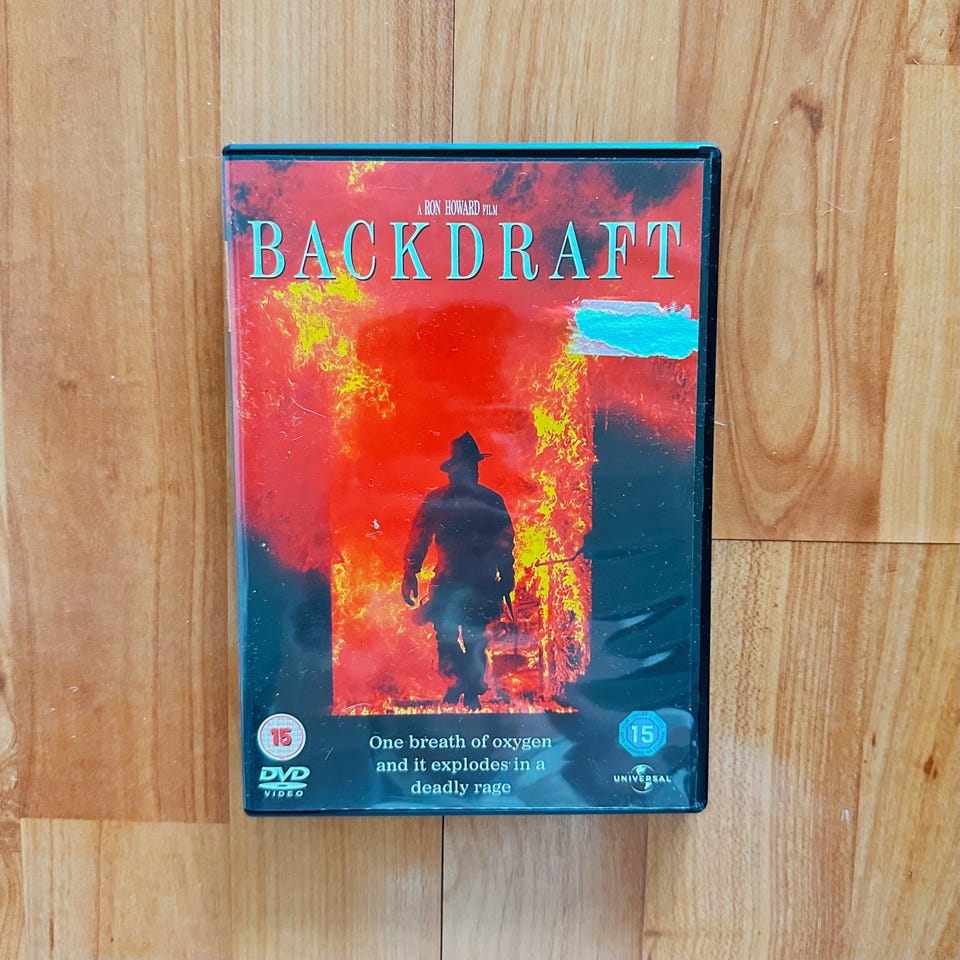 A RON HOWARD FILM
BACKDRAFT
15
One breath of oxygen
and it explodes in a
deadly rage
15
DVD
VIDEO
UNIVERSAL